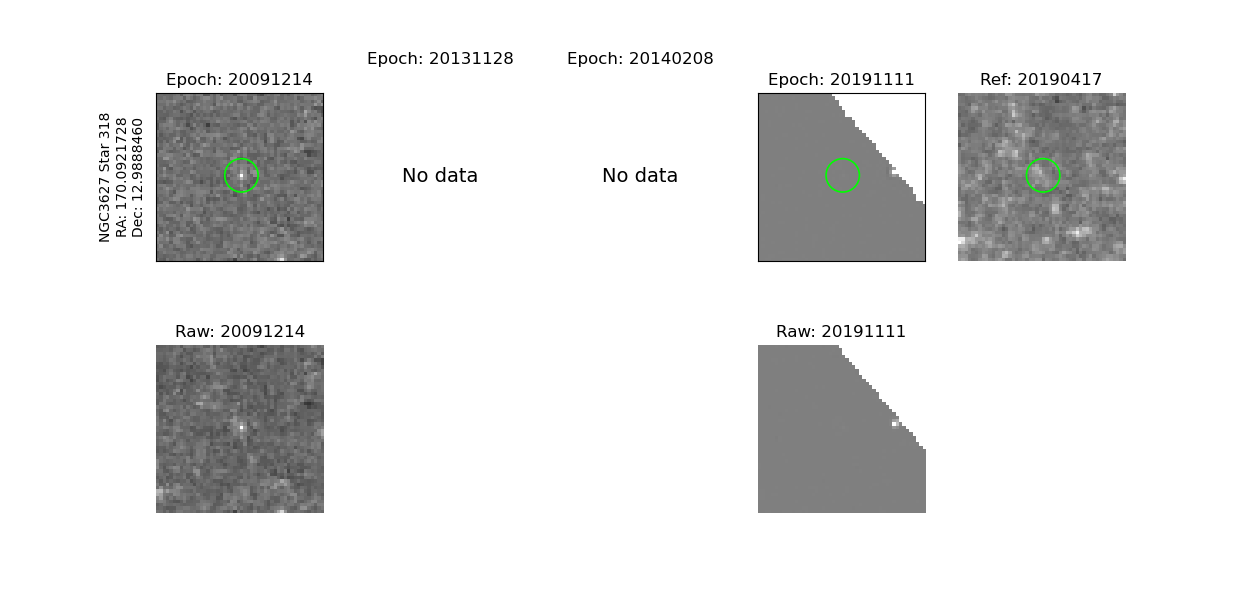 Epoch: 20131128
Epoch: 20140208
Epoch: 20091214
Epoch: 20191111
Ref: 20190417
NGC3627 Star 318
RA: 170.0921728
Dec: 12.9888460
No data
No data
Raw: 20091214
Raw: 20191111